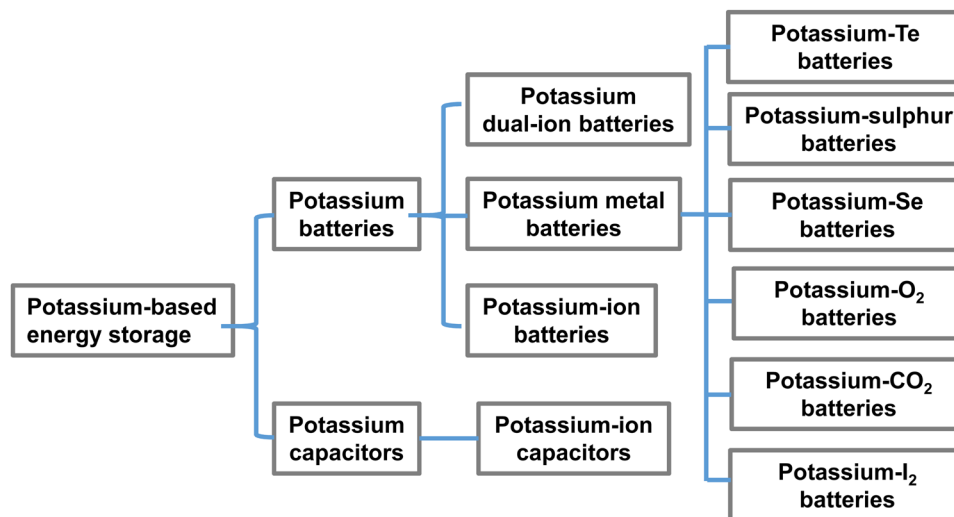 Potassium-based
energy storage
Potassium
batteries
Potassium
capacitors
Potassium
dual-ion batteries
Potassium metal
batteries
Potassium-ion
batteries
Potassium-ion
capacitors
Potassium-Te
batteries
Potassium-sulphur
batteries
Potassium-Se
batteries
Potassium-O₂
batteries
Potassium-CO₂
batteries
Potassium-I₂
batteries